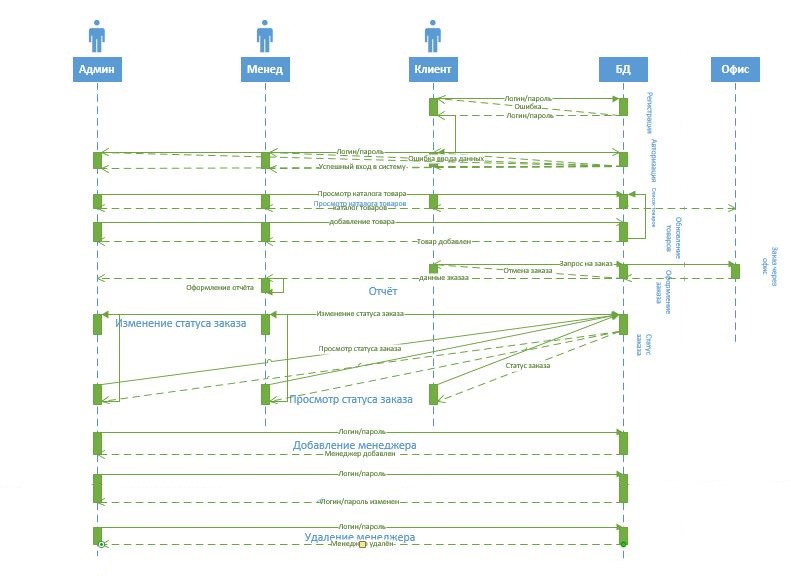 Админ
Менед
Клиент
БД
Офис
Логин/пароль
Ошибка
Логин/пароль
Регистрация
Логин/пароль
Ошибка ввода данных
Успешный вход в систему
Авторизация
Просмотр каталога товара
Просмотр каталога товаров
каталог товаров
Список товаров
добавление товара
Товар добавлен
Обновление
товаров
Запрос на заказ
Отмена заказа
данные заказа
Заказ через
офис
Оформление
заказа
Оформление отчёта
Отчёт
Изменение статуса заказа
Изменение статуса заказа
Просмотр статуса заказа
Статус заказа
Статус
заказа
Просмотр статуса заказа
Логин/пароль
Добавление менеджера
Менеджер добавлен
Логин/пароль
Логин/пароль изменен
Логин/пароль
Удаление менеджера
Менеджер удалён